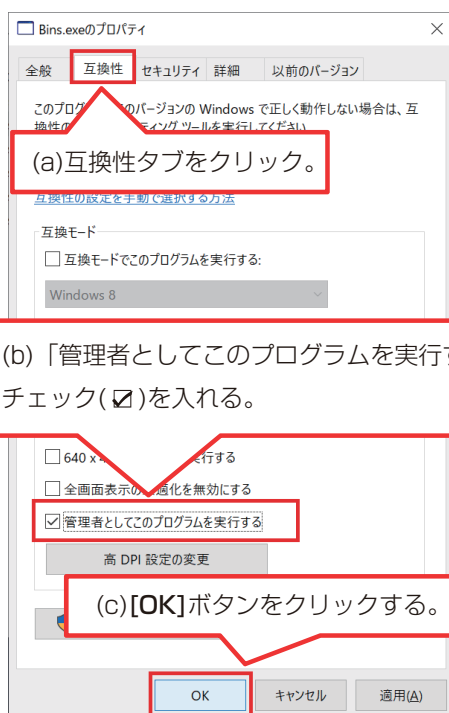 Bins.exeのプロパティ
全般 互換性 セキュリティ 詳細 以前のバージョン
このプログ のバージョンの Windows で正しく動作しない場合は、互
換性の ティング ツールを実行してください
(a)互換性タブをクリック。
互換性の設定を手動で選択する方法
互換モード
互換モードでこのプログラムを実行する:
Windows 8
(b)「管理者としてこのプログラムを実行
チェック(☑)を入れる。
640 x 行する
全画面表示の 適化を無効にする
管理者としてこのプログラムを実行する
高 DPI 設定の変更
(c)[OK]ボタンをクリックする。
OK キャンセル 適用(A)